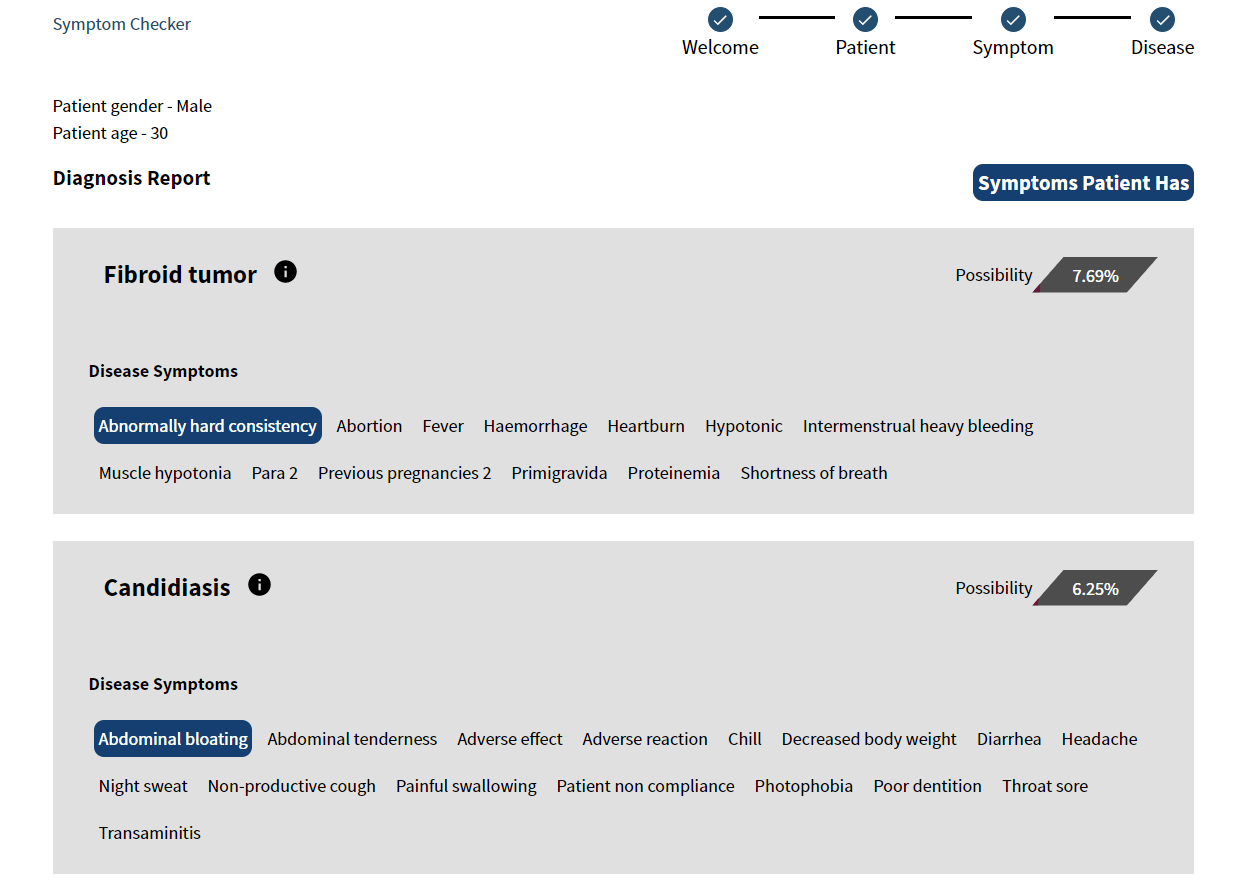 Symptom Checker
Welcome Patient Symptom Disease
Patient gender - Male
Patient age - 30
Diagnosis Report
Symptoms Patient Has
Fibroid tumor
Possibility 7.69%
Disease Symptoms
Abnormally hard consistency Abortion Fever Haemorrhage Heartburn Hypotonic Intermenstrual heavy bleeding
Muscle hypotonia Para 2 Previous pregnancies 2 Primigravida Proteinemia Shortness of breath
Candidiasis
Possibility 6.25%
Disease Symptoms
Abdominal bloating Abdominal tenderness Adverse effect Adverse reaction Chill Decreased body weight Diarrhea Headache
Night sweat Non-productive cough Painful swallowing Patient non compliance Photophobia Poor dentition Throat sore
Transaminitis